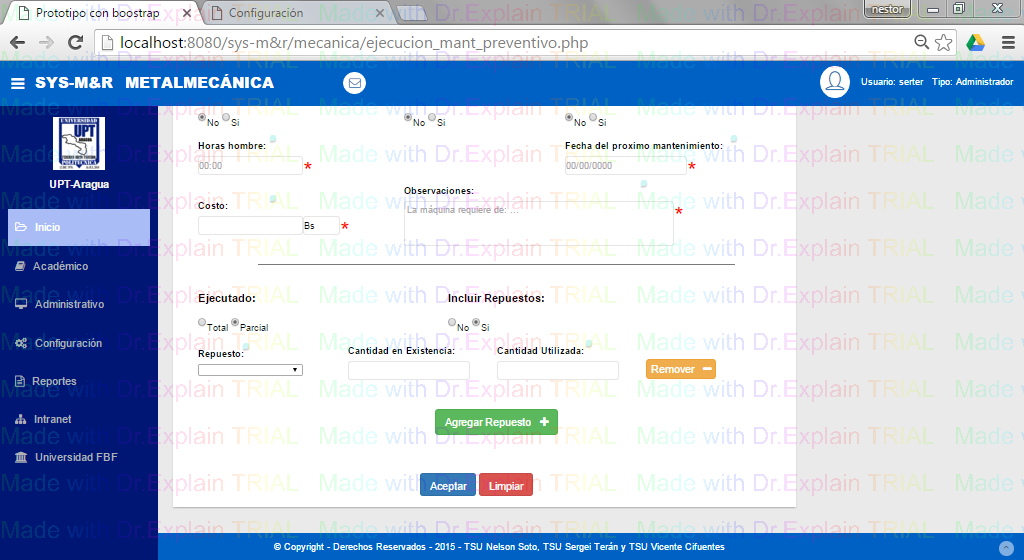 Prototipo con boostrap
Configuración
nestor
localhost:8080/sys-m&r/mecanica/ejecucion_mant_preventivo.php
SYS-M&R METALMECÁNICA
Usuario: serter Tipo: Administrador
UNIVERSIDAD
UPT
ARAGUA
POLITECNICA
UPT-Aragua
Inicio
Académico
Administrativo
Configuración
Reportes
Intranet
Universidad FBF
No Si
No Si
No Si
Horas hombre:
00:00 *
Fecha del proximo mantenimiento:
00/00/0000 *
Costo:
Bs *
Observaciones:
La máquina requiere de: ... *
Ejecutado:
Total Parcial
Incluir Repuestos:
No Si
Repuesto:
Cantidad en Existencia:
Cantidad Utilizada:
Remover
Agregar Repuesto
Aceptar Limpiar
© Copyright - Derechos Reservados - 2015 - TSU Nelson Soto, TSU Sergei Terán y TSU Vicente Cifuentes
Made with Dr.Explain TRIAL